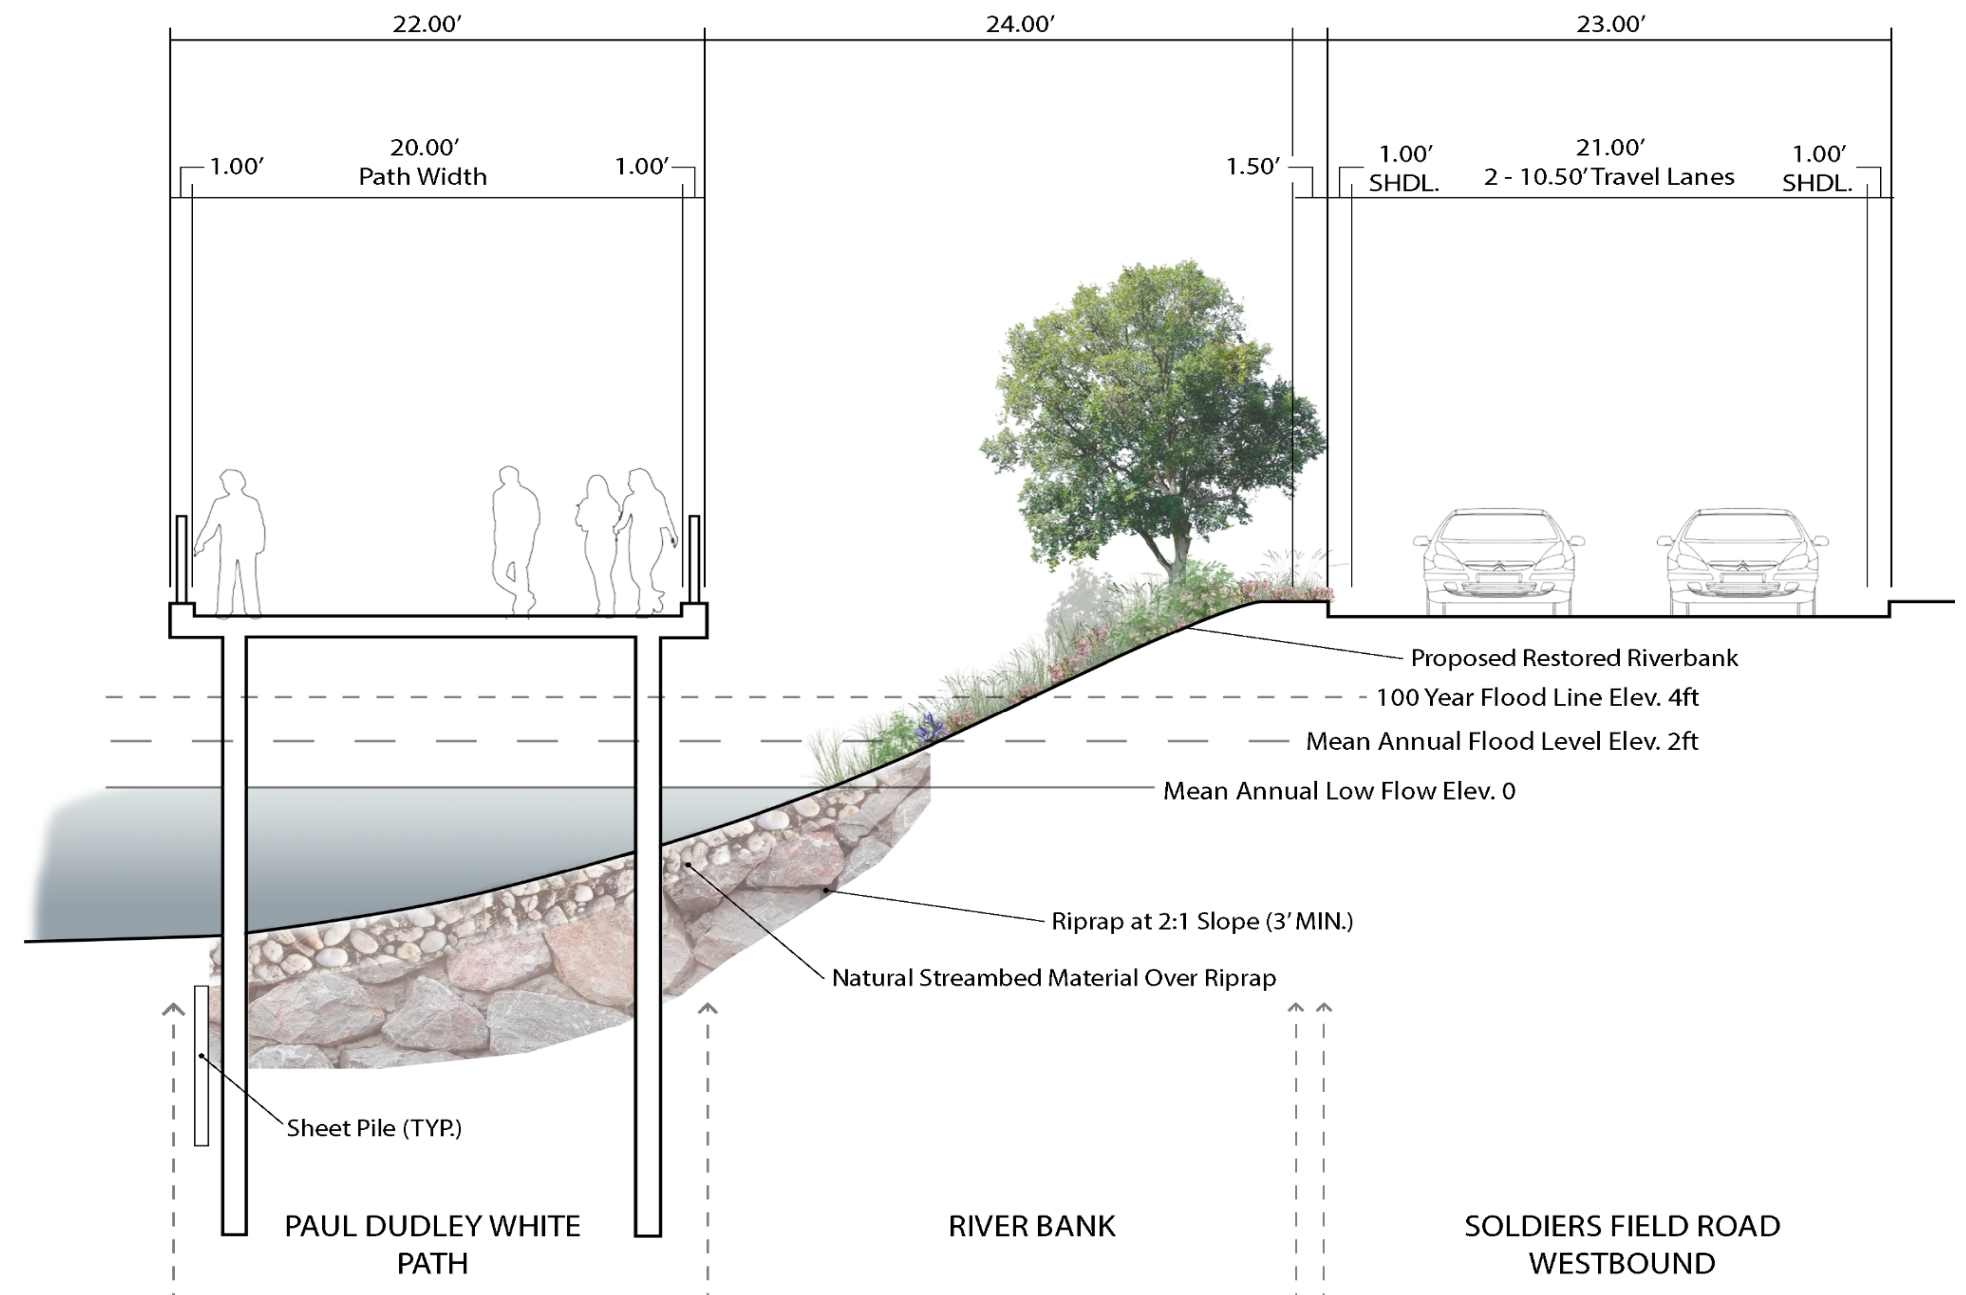 22.00’
24.00’
23.00’
1.00’
20.00’
Path Width
1.00’
1.50’
1.00’
SHDL.
21.00’
2 - 10.50’ Travel Lanes
1.00’
SHDL.
Proposed Restored Riverbank
100 Year Flood Line Elev. 4ft
Mean Annual Flood Level Elev. 2ft
Mean Annual Low Flow Elev. 0
Riprap at 2:1 Slope (3’ MIN.)
Natural Streambed Material Over Riprap
Sheet Pile (TYP.)
PAUL DUDLEY WHITE
PATH
RIVER BANK
SOLDIERS FIELD ROAD
WESTBOUND